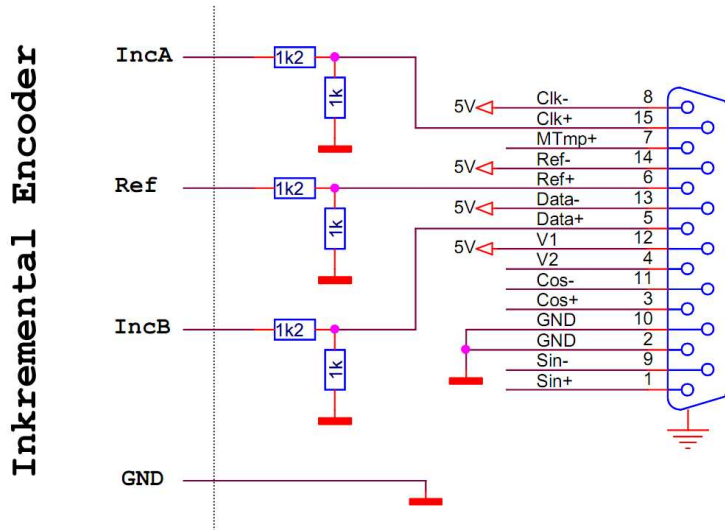 Inkremental Encoder
IncA
1k2
1k
Ref
1k2
1k
IncB
1k2
1k
GND
5V Clk- 8
Clk+ 15
MTmp+ 7
5V Ref- 14
Ref+ 6
5V Data- 13
Data+ 5
5V V1 12
V2 4
Cos- 11
Cos+ 3
GND 10
GND 2
Sin- 9
Sin+ 1